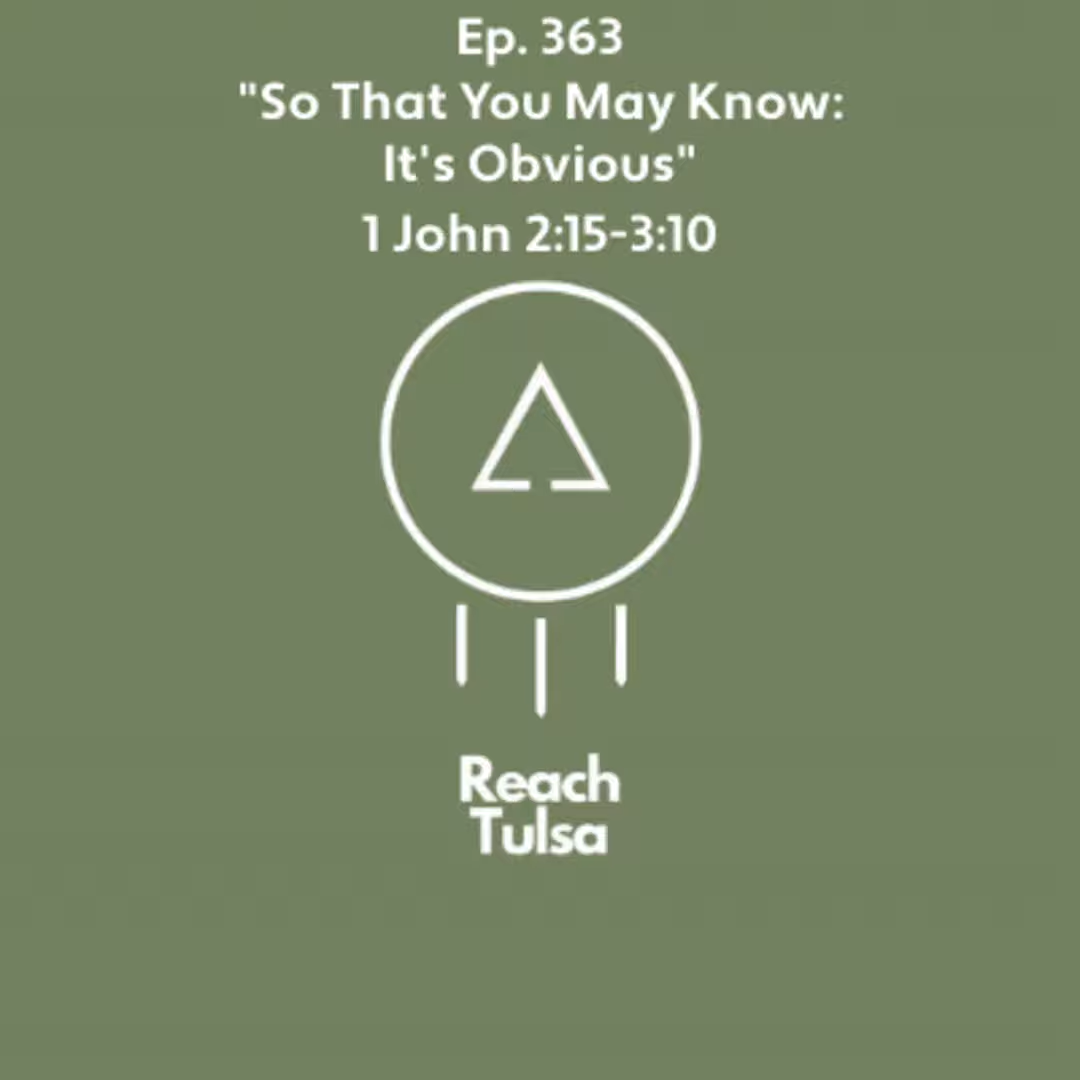 Ep. 363
"So That You May Know:
It's Obvious"
1 John 2:15-3:10
Reach
Tulsa